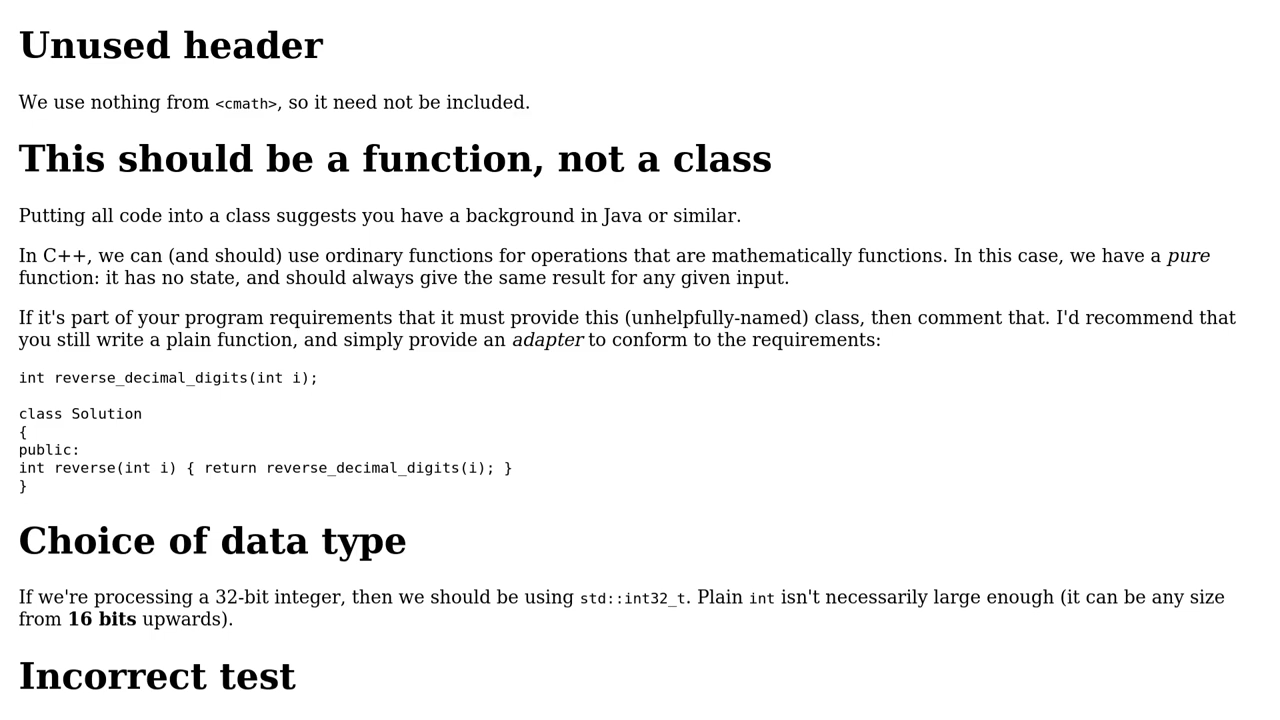 Unused header
We use nothing from <cmath>, so it need not be included.
This should be a function, not a class
Putting all code into a class suggests you have a background in Java or similar.
In C++, we can (and should) use ordinary functions for operations that are mathematically functions. In this case, we have a pure
function: it has no state, and should always give the same result for any given input.
If it's part of your program requirements that it must provide this (unhelpfully-named) class, then comment that. I'd recommend that
you still write a plain function, and simply provide an adapter to conform to the requirements:
int reverse_decimal_digits(int i);
class Solution
{
public:
int reverse(int i) { return reverse_decimal_digits(i); }
}
Choice of data type
If we're processing a 32-bit integer, then we should be using std::int32_t. Plain int isn't necessarily large enough (it can be any size
from 16 bits upwards).
Incorrect test